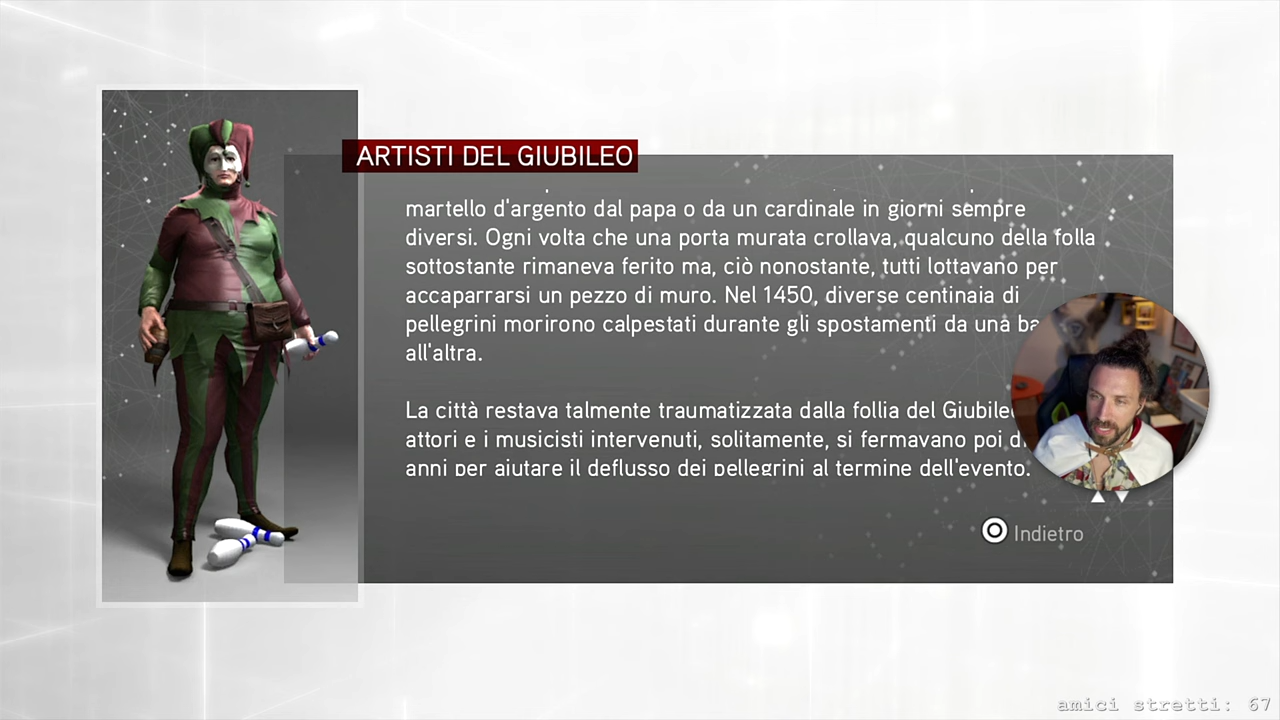 ARTISTI DEL GIUBILEO
martello d'argento dal papa o da un cardinale in giorni sempre
diversi. Ogni volta che una porta murata crollava, qualcuno della folla
sottostante rimaneva ferito ma, ciò nonostante, tutti lottavano per
accaparrarsi un pezzo di muro. Nel 1450, diverse centinaia di
pellegrini morirono calpestati durante gli spostamenti da una
all'altra.
La città restava talmente traumatizzata dalla follia del
attori e i musicisti intervenuti, solitamente, si fermavano poi
anni per aiutare il deflusso dei pellegrini al termine dell'evento.
Indietro
amici stretti: 67